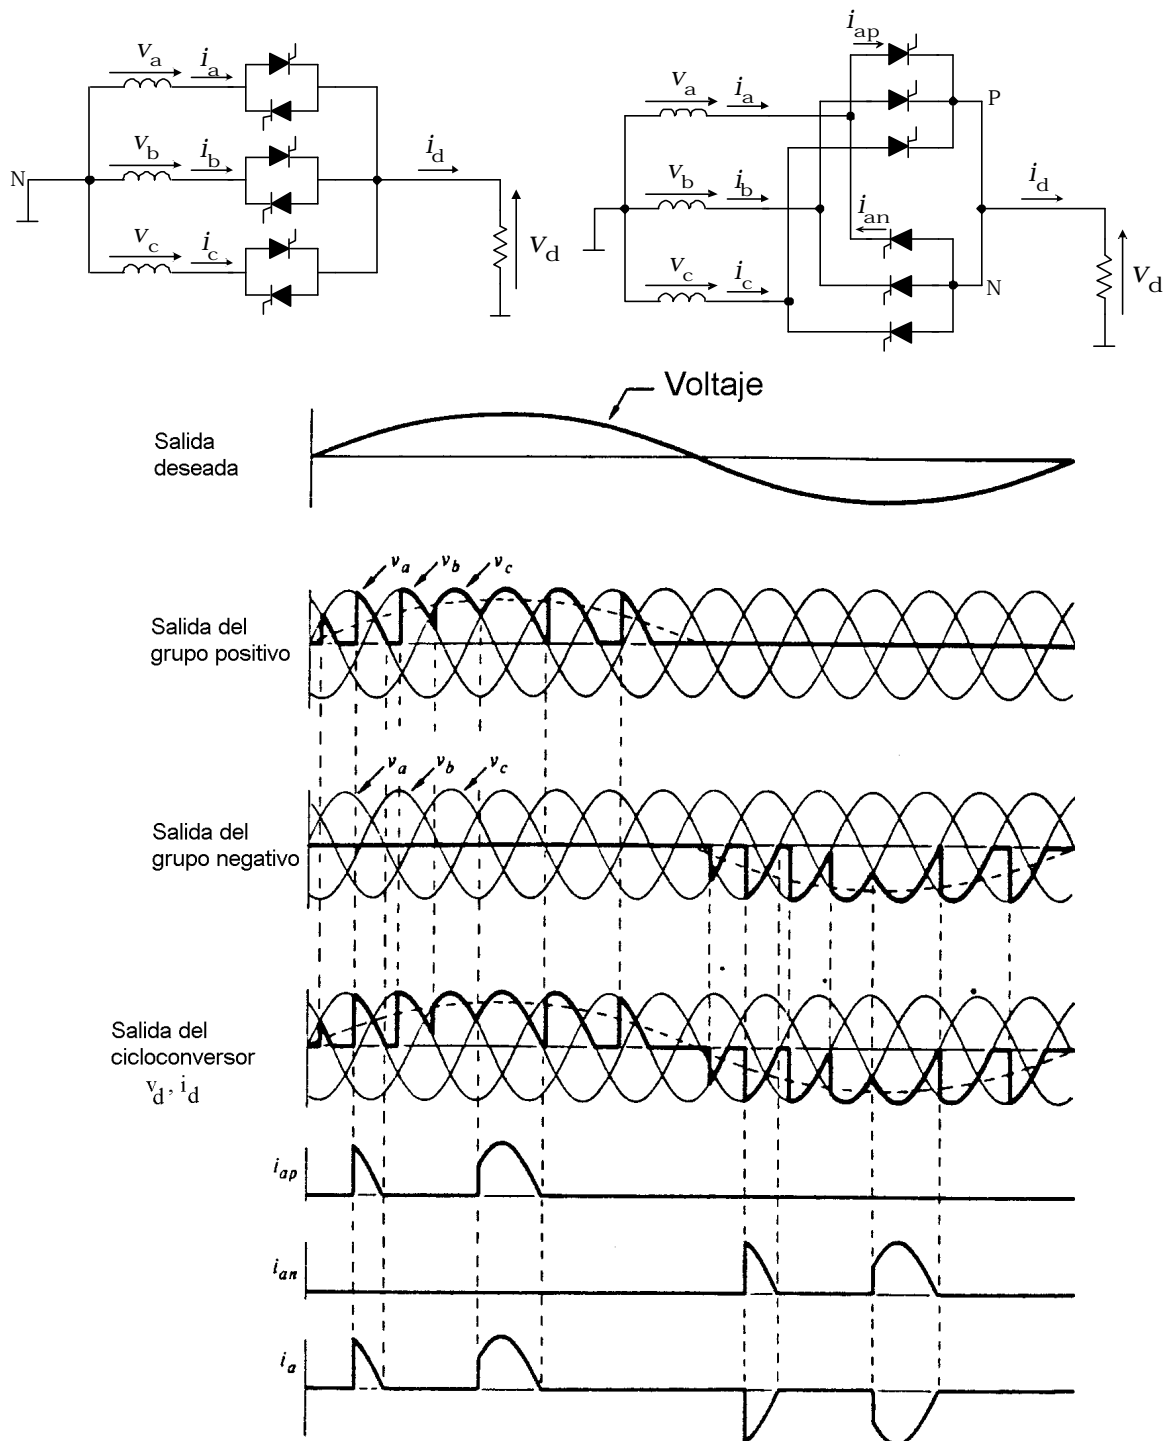 v_a i_a
v_b i_b
N
i_d
v_c i_c
v_d
i_ap
v_a i_a
P
v_b i_b
i_d
i_an
v_c i_c
N
v_d
Voltaje
Salida
deseada
v_a v_b v_c
Salida del
grupo positivo
v_a v_b v_c
Salida del
grupo negativo
Salida del
cicloconversor
v_d, i_d
i_ap
i_an
i_a